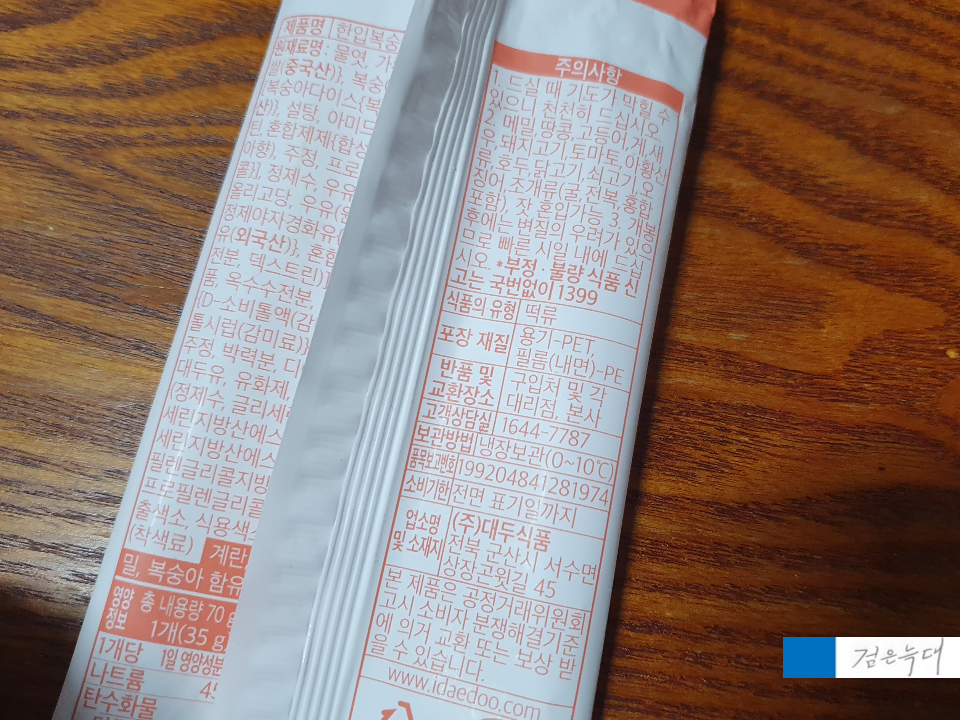 제품명 한입복숭
원재료명: 물엿, 가
쌀(중국산)}, 복숭
{복숭아다이스{복
산)}, 설탕, 아미드
틴, 혼합제제{합성
아향), 주정, 프로
콜}, 정제수, 우유
올리고당, 우유(원
정제야자경화유
유(외국산)}, 혼합
전분, 덱스트린)
품, 옥수수전분,
{D-소비톨액(감
톨시럽(감미료)}
주정, 박력분, 디
대두유, 유화제,
(정제수, 글리세
세린지방산에스
세린지방산에스
필렌글리콜지방
프로필렌글리콜
출색소, 식용색소
(착색료) 계란,
밀, 복숭아 함유
영양정보 총 내용량 70 g
1개(35 g
1개당 1일 영양성분
나트륨 45
탄수화물
주의사항
1. 드실 때 기도가 막힐 수
있으니 천천히 드십시오.
메밀, 땅콩, 고등어, 게, 새
우, 돼지고기, 토마토, 아황산
류, 호두, 닭고기, 쇠고기, 오
징어, 조개류(굴, 전복, 홍합
포함), 잣 혼입가능 3. 개봉
후에는 변질의 우려가 있으
므로 빠른 시일 내에 드십
시오. *부정·불량 식품 신
고는 국번없이 1399
식품의 유형 떡류
포장 재질 용기-PET,
필름(내면)-PE
반품 및 구입처 및 각
교환장소 대리점, 본사
고객상담실 1644-7787
보관방법 냉장보관(0~10℃)
품목보고번호 199204841281974
소비기한 전면 표기일까지
업소명 (주)대두식품
및 소재지 전북 군산시 서수면
상장곤윗길 45
본 제품은 공정거래위원회
고시 소비자 분쟁해결기준
에 의거 교환 또는 보상 받
을 수 있습니다.
www.idaedoo.com
검은늑대